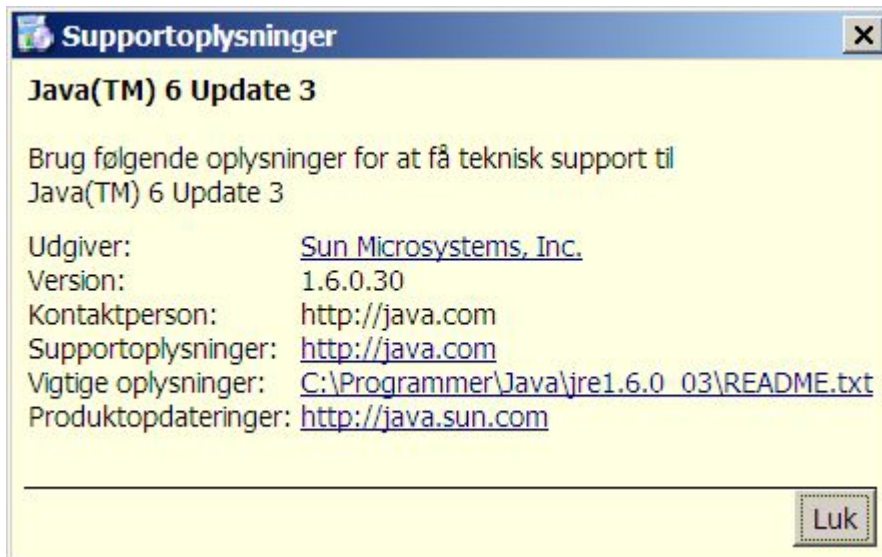 Supportoplysninger
Java(TM) 6 Update 3
Brug følgende oplysninger for at få teknisk support til
Java(TM) 6 Update 3
Udgiver: Sun Microsystems, Inc.
Version: 1.6.0.30
Kontaktperson: http://java.com
Supportoplysninger: http://java.com
Vigtige oplysninger: C:\Programmer\Java\jre1.6.0_03\README.txt
Produktopdateringer: http://java.sun.com
Luk